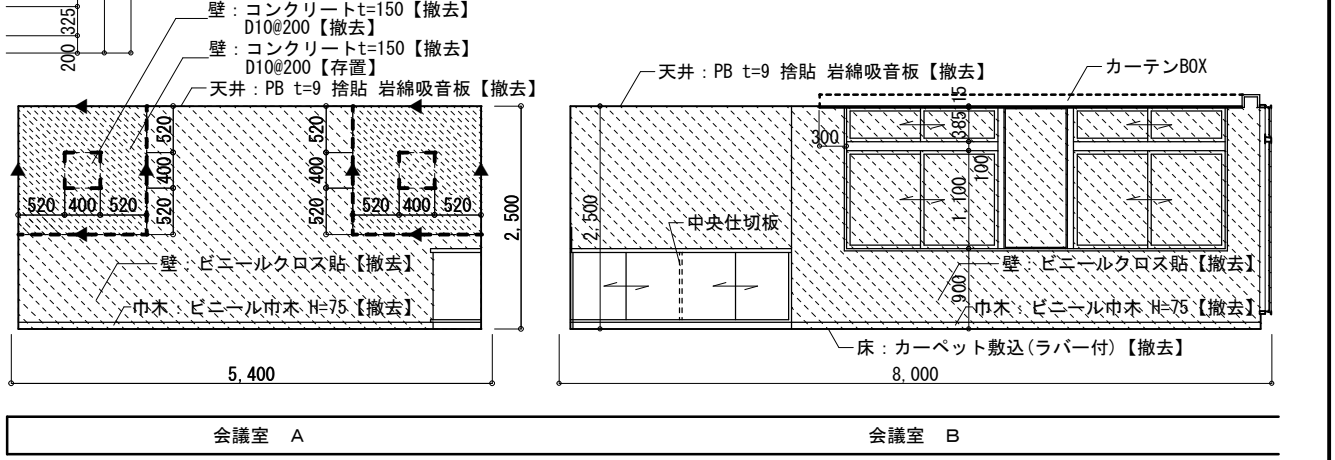 壁：コンクリートt=150【撤去】
D10@200【撤去】
壁：コンクリートt=150【撤去】
D10@200【存置】
天井：PB t=9 捨貼 岩綿吸音板【撤去】
325
200
520
400
520
520
400
520
520
400
520
520
400
520
2,500
壁：ビニールクロス貼【撤去】
巾木：ビニール巾木 H=75【撤去】
5,400
天井：PB t=9 捨貼 岩綿吸音板【撤去】
カーテンBOX
15
385
300
100
1,100
2,500
中央仕切板
900
壁：ビニールクロス貼【撤去】
巾木：ビニール巾木 H=75【撤去】
床：カーペット敷込(ラバー付)【撤去】
8,000
会議室　A
会議室　B